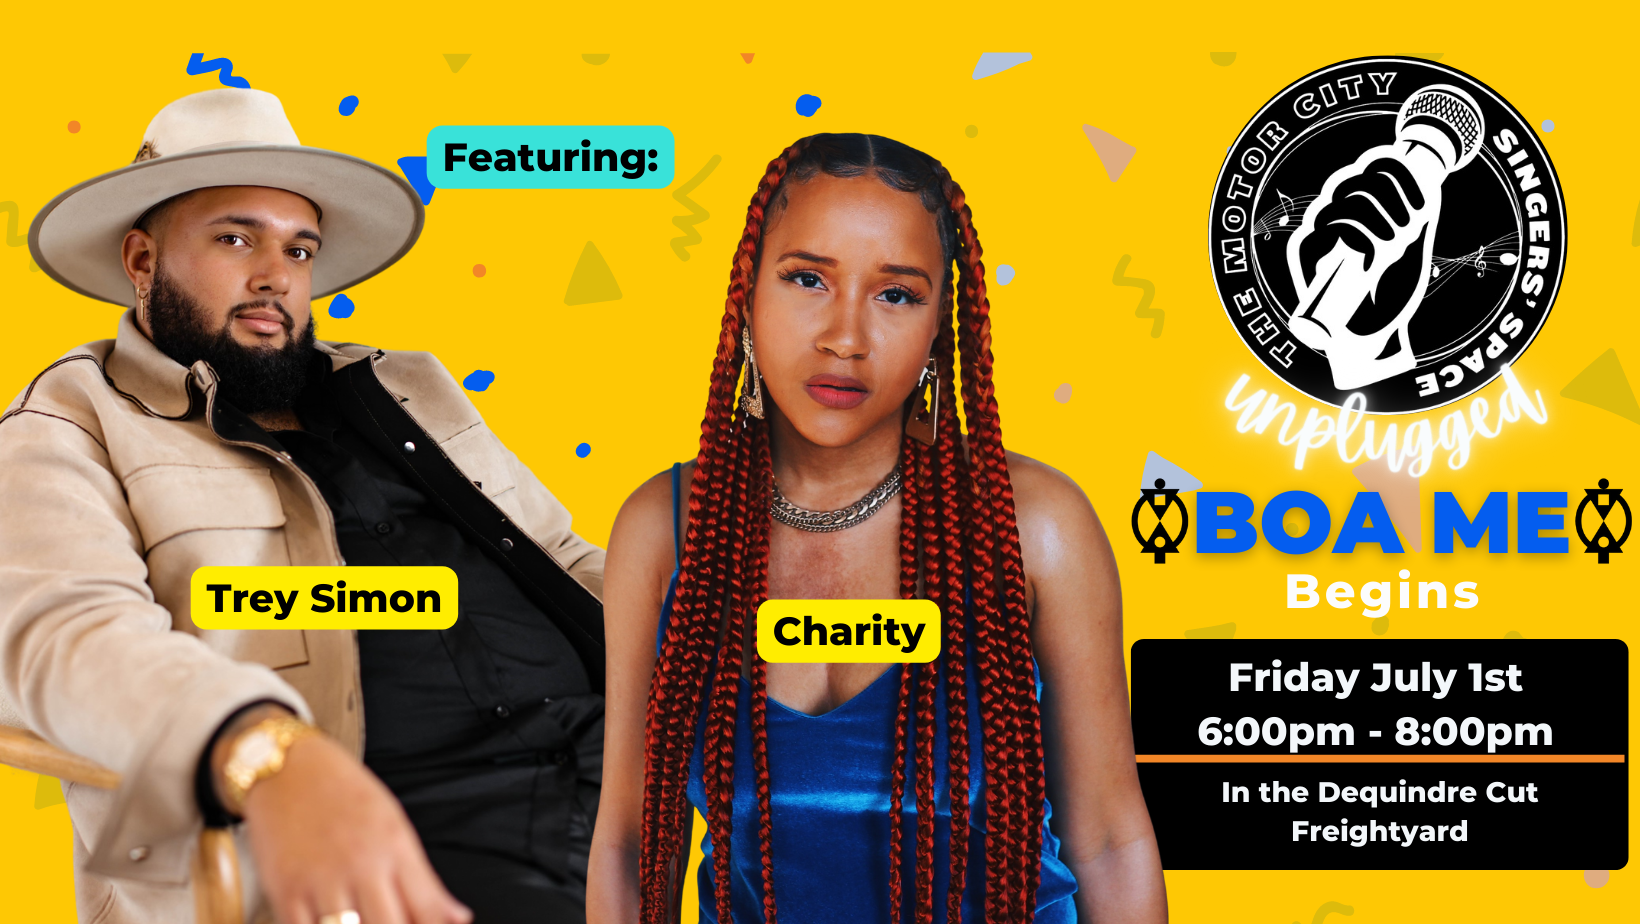 Featuring:
Trey Simon
Charity
THE MOTOR CITY
SINGERS' SPACE
unplugged
BOA ME
Begins
Friday July 1st
6:00pm - 8:00pm
In the Dequindre Cut
Freightyard